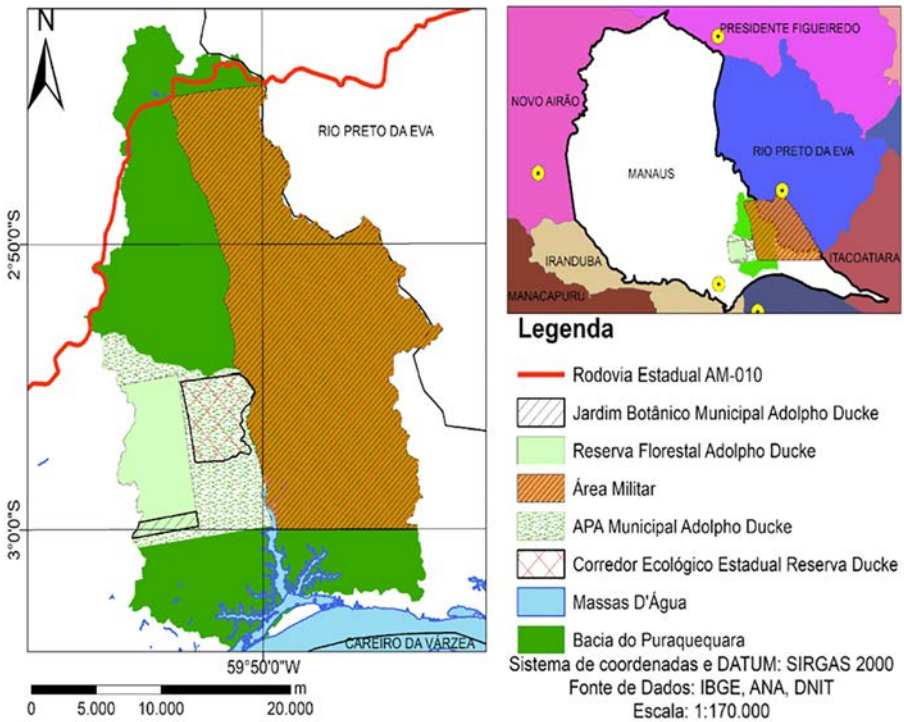 N
RIO PRETO DA EVA
2°50'0"S
3°0'0"S
CAREIRO DA VÁRZEA
59°50'0"W
0 5.000 10.000 20.000 m
PRESIDENTE FIGUEIREDO
NOVO AIRÃO
RIO PRETO DA EVA
MANAUS
IRANDUBA
ITACOATIARA
MANACAPURU
Legenda
Rodovia Estadual AM-010
Jardim Botânico Municipal Adolpho Ducke
Reserva Florestal Adolpho Ducke
Área Militar
APA Municipal Adolpho Ducke
Corredor Ecológico Estadual Reserva Ducke
Massas D'Água
Bacia do Puraquequara
Sistema de coordenadas e DATUM: SIRGAS 2000
Fonte de Dados: IBGE, ANA, DNIT
Escala: 1:170.000